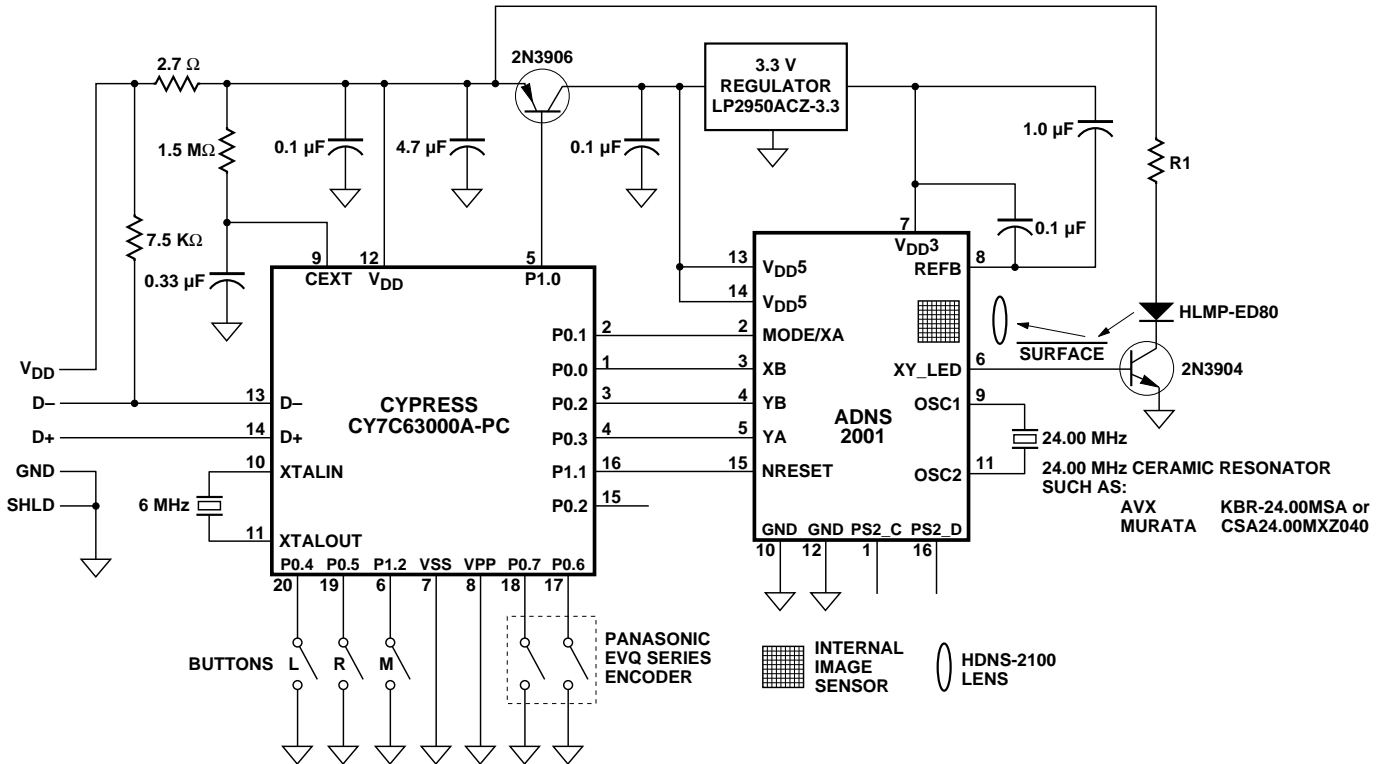 2N3906
2.7 Ω
3.3 V
REGULATOR
LP2950ACZ-3.3
1.5 MΩ
0.1 µF
4.7 µF
0.1 µF
1.0 µF
R1
7.5 KΩ
0.33 µF
0.1 µF
9
12
5
CEXT
VDD
P1.0
7
VDD3
8
REFB
13
VDD5
14
VDD5
HLMP-ED80
SURFACE
2N3904
P0.1
2
2
MODE/XA
P0.0
1
3
XB
6
XY_LED
VDD
D–
D+
GND
SHLD
13
D–
14
D+
10
XTALIN
6 MHz
11
XTALOUT
CYPRESS
CY7C63000A-PC
P0.2
3
4
YB
P0.3
4
5
YA
P1.1
16
15
NRESET
P0.2
15
ADNS
2001
9
OSC1
11
OSC2
24.00 MHz
24.00 MHz CERAMIC RESONATOR
SUCH AS:
AVX KBR-24.00MSA or
MURATA CSA24.00MXZ040
P0.4 P0.5 P1.2 VSS VPP P0.7 P0.6
20 19 6 7 8 18 17
GND GND PS2_C PS2_D
10 12 1 16
BUTTONS L R M
PANASONIC
EVQ SERIES
ENCODER
INTERNAL
IMAGE
SENSOR
HDNS-2100
LENS